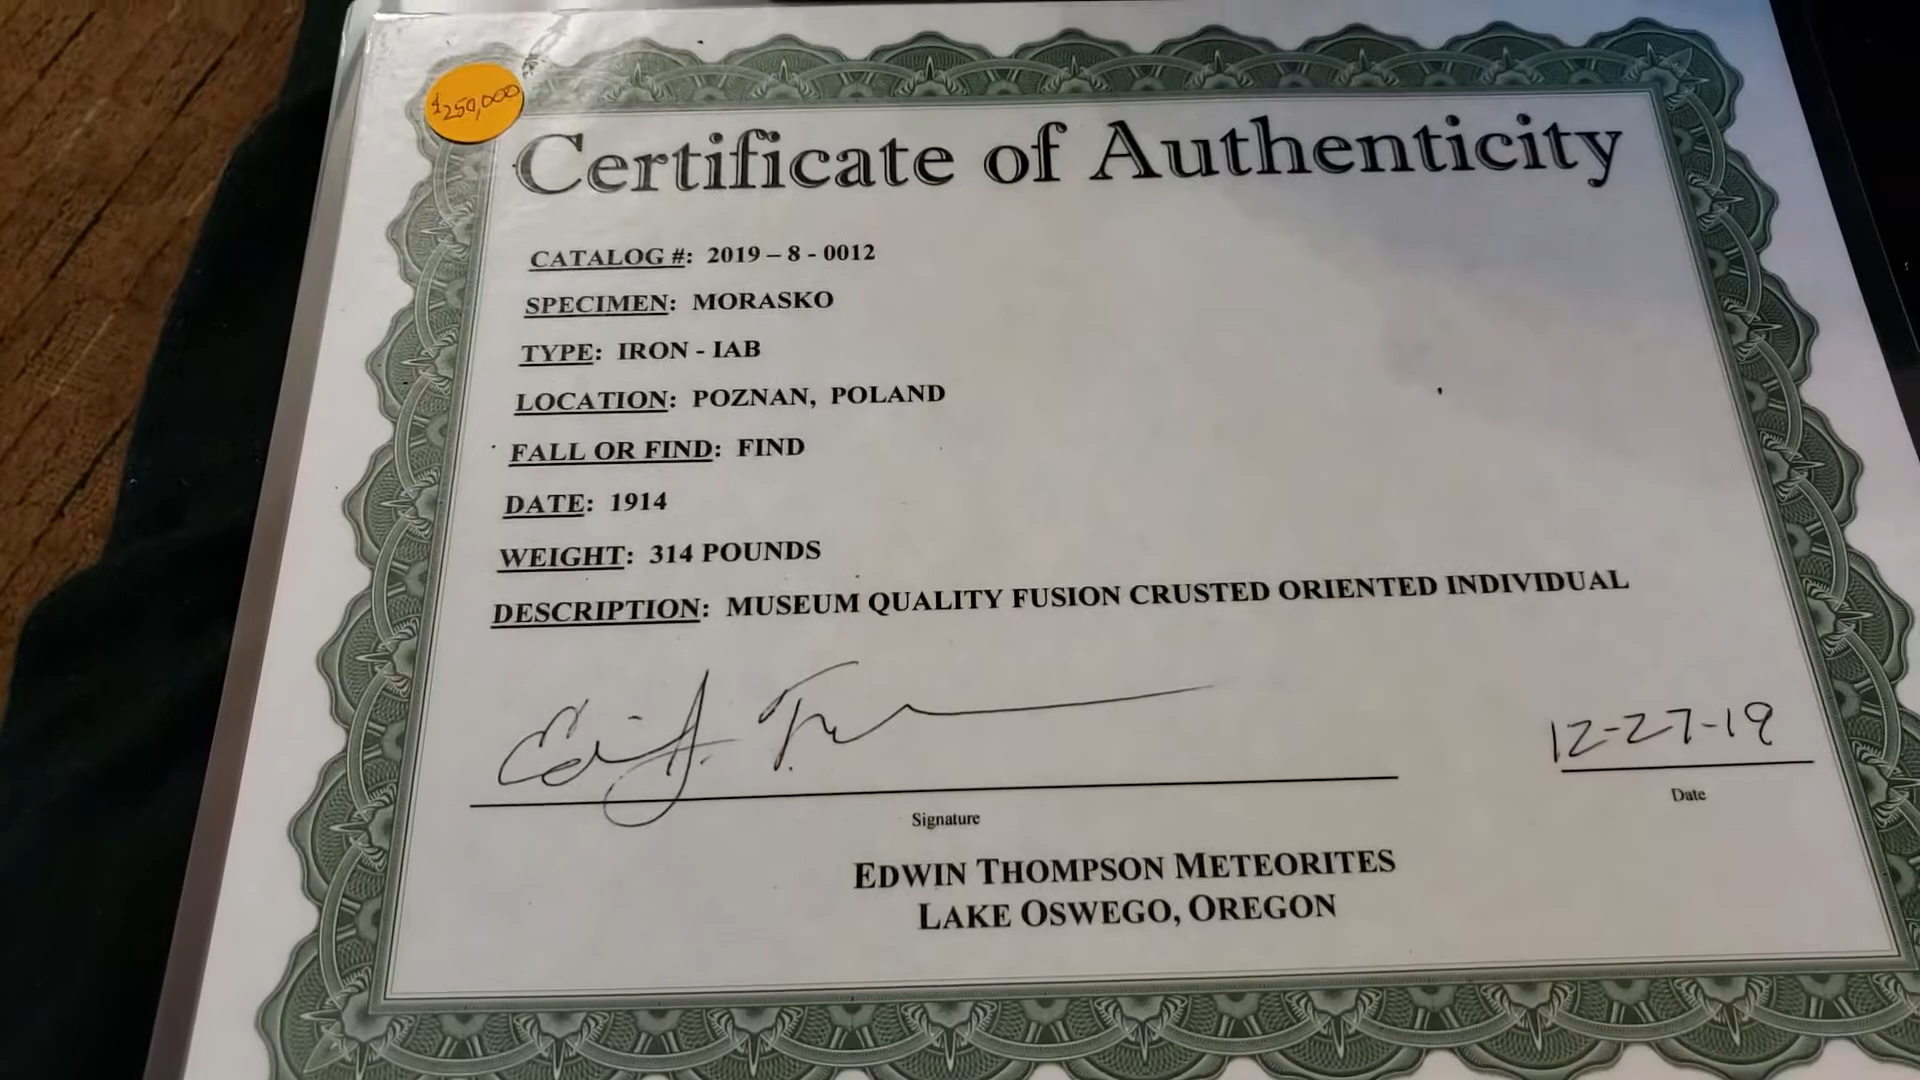 $250,000
Certificate of Authenticity
CATALOG #: 2019 – 8 - 0012
SPECIMEN: MORASKO
TYPE: IRON - IAB
LOCATION: POZNAN, POLAND
FALL OR FIND: FIND
DATE: 1914
WEIGHT: 314 POUNDS
DESCRIPTION: MUSEUM QUALITY FUSION CRUSTED ORIENTED INDIVIDUAL
12-27-19
Signature
Date
EDWIN THOMPSON METEORITES
LAKE OSWEGO, OREGON